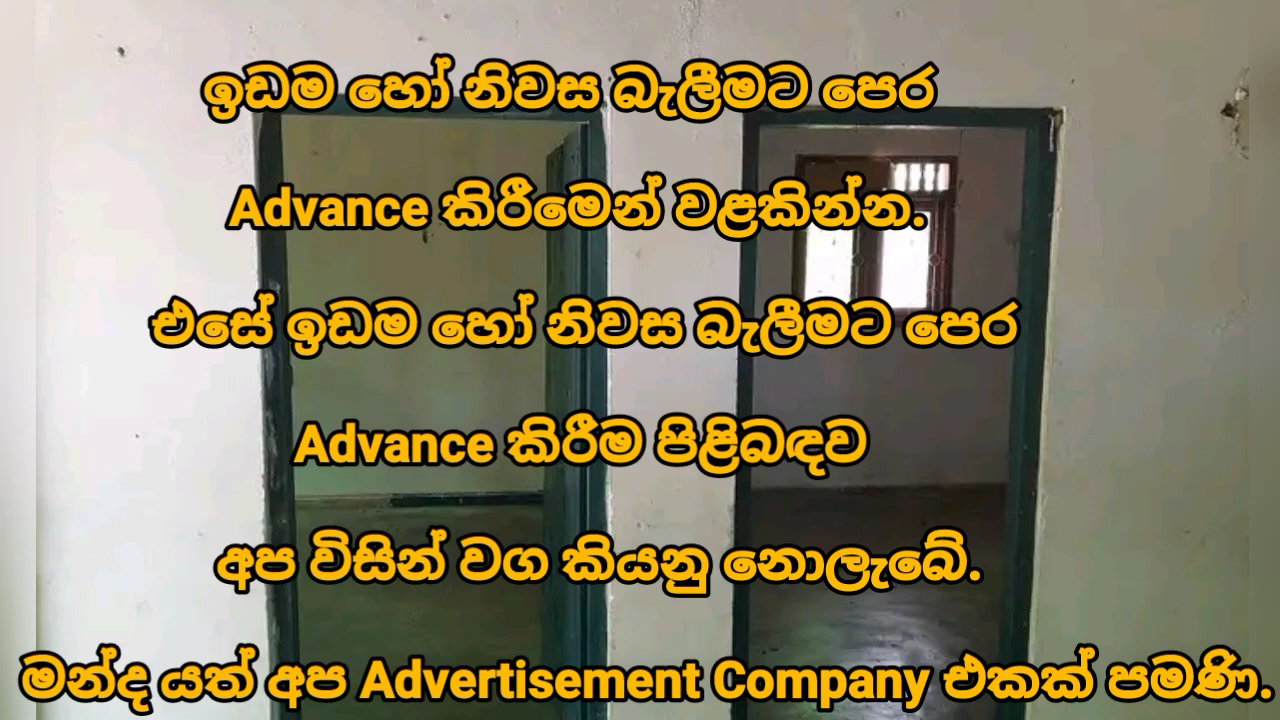 ඉඩම හෝ නිවස බැලීමට පෙර
Advance කිරීමෙන් වළකින්න.
එසේ ඉඩම හෝ නිවස බැලීමට පෙර
Advance කිරීම පිළිබඳව
අප විසින් වග කියනු නොලැබේ.
මන්ද යත් අප Advertisement Company එකක් පමණි.